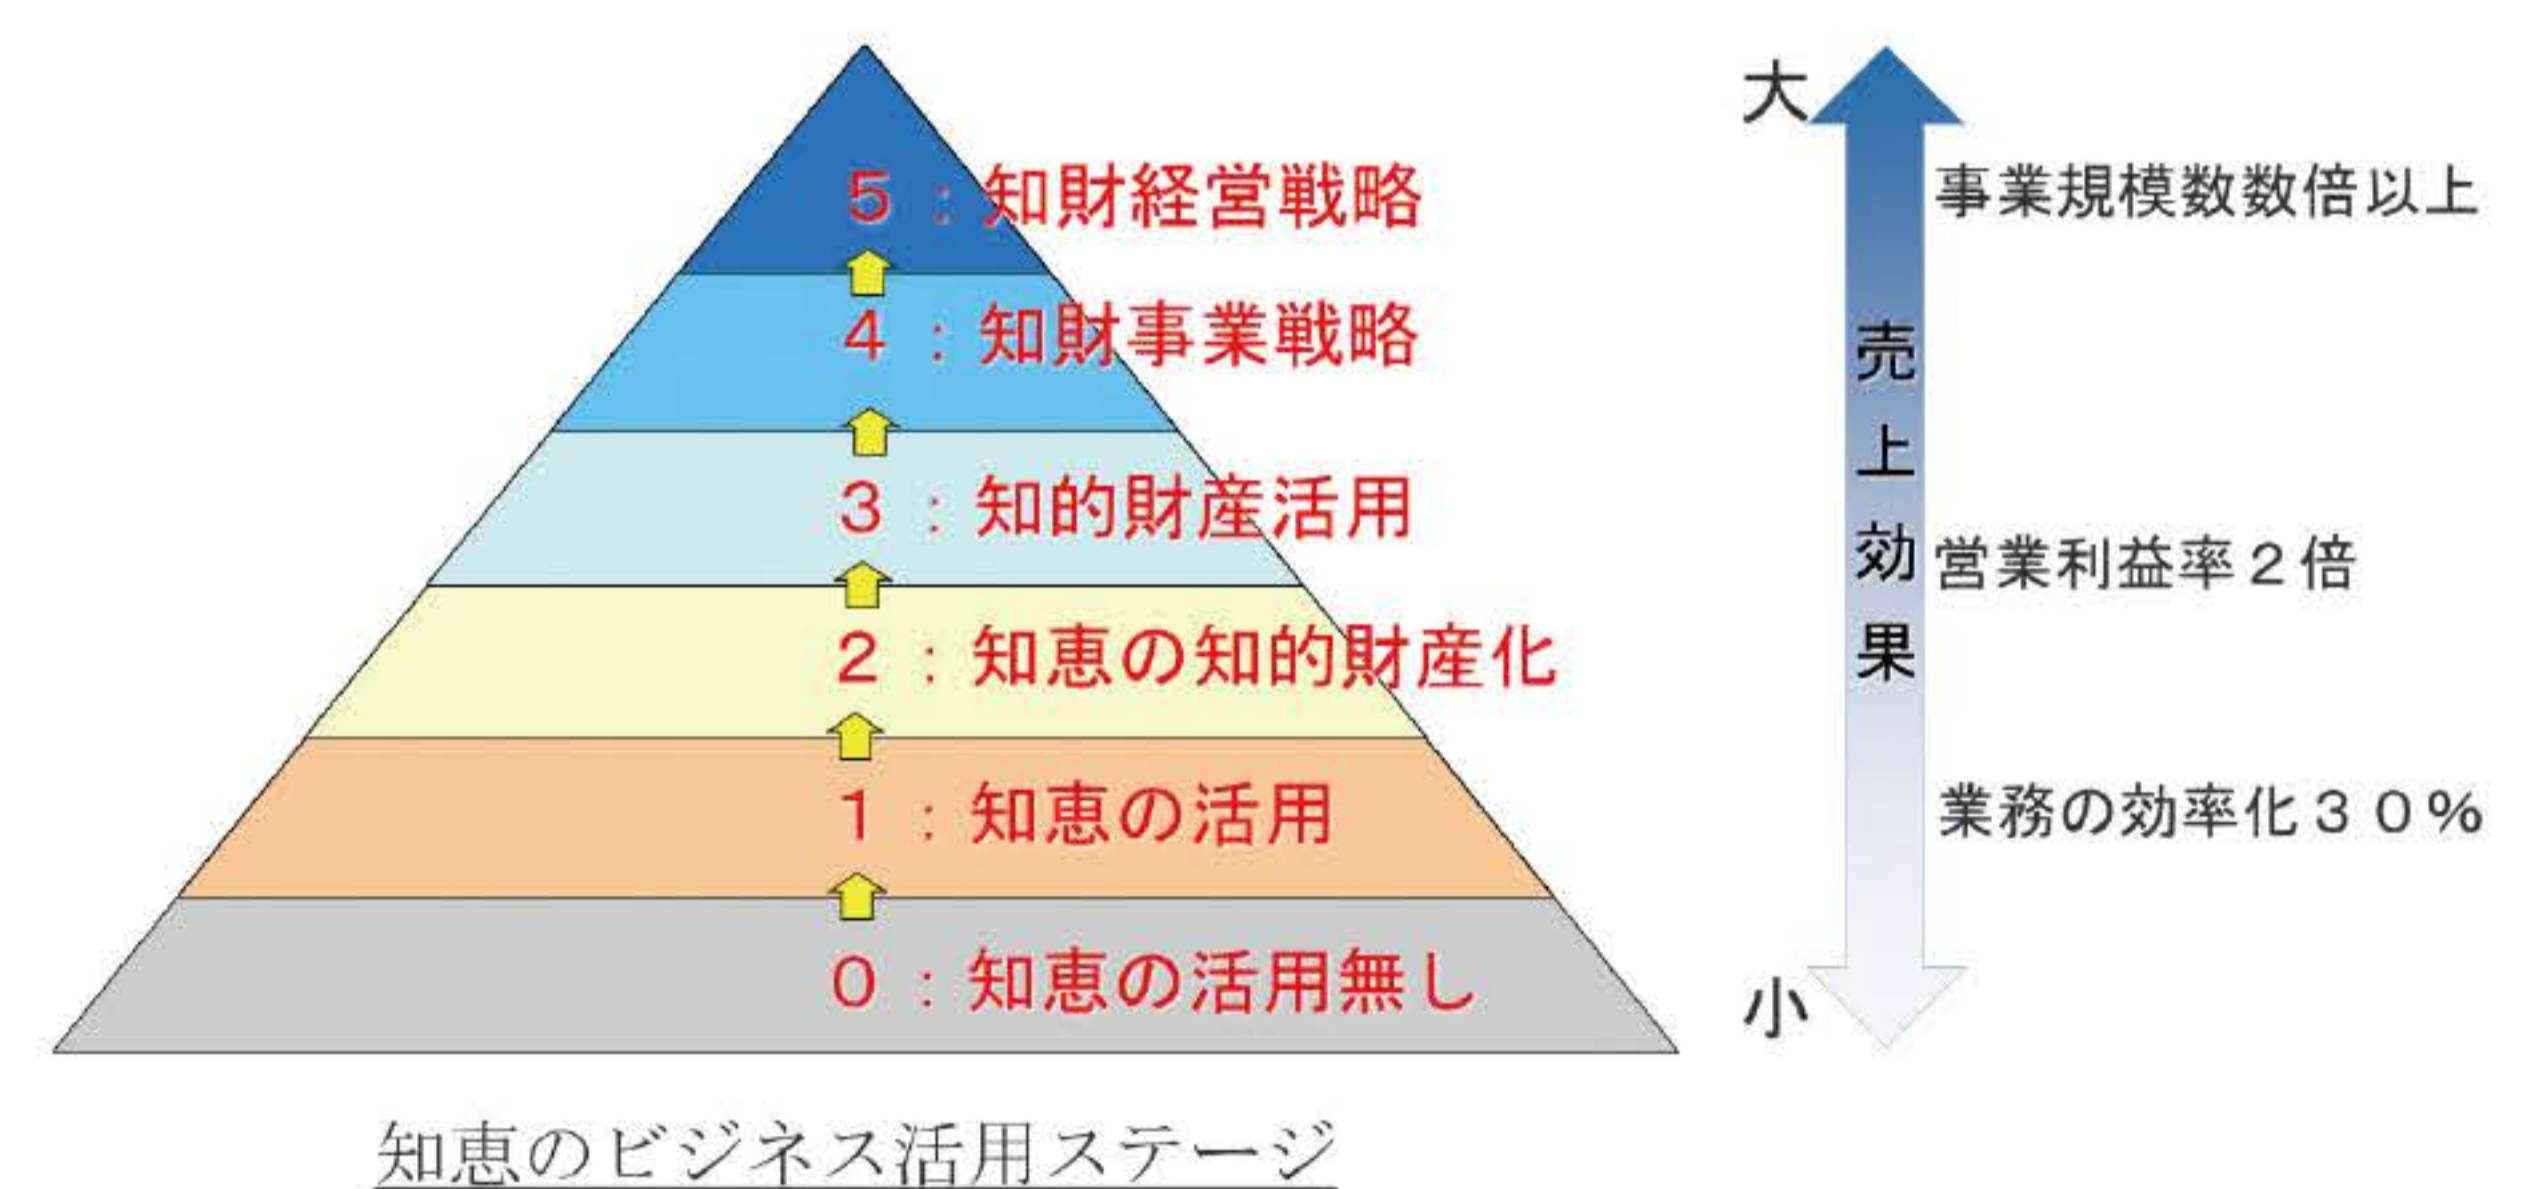 5：知財経営戦略
4：知財事業戦略
3：知的財産活用
2：知恵の知的財産化
1：知恵の活用
0：知恵の活用無し
知恵のビジネス活用ステージ
大
売上効果
小
事業規模数数倍以上
営業利益率２倍
業務の効率化３０％